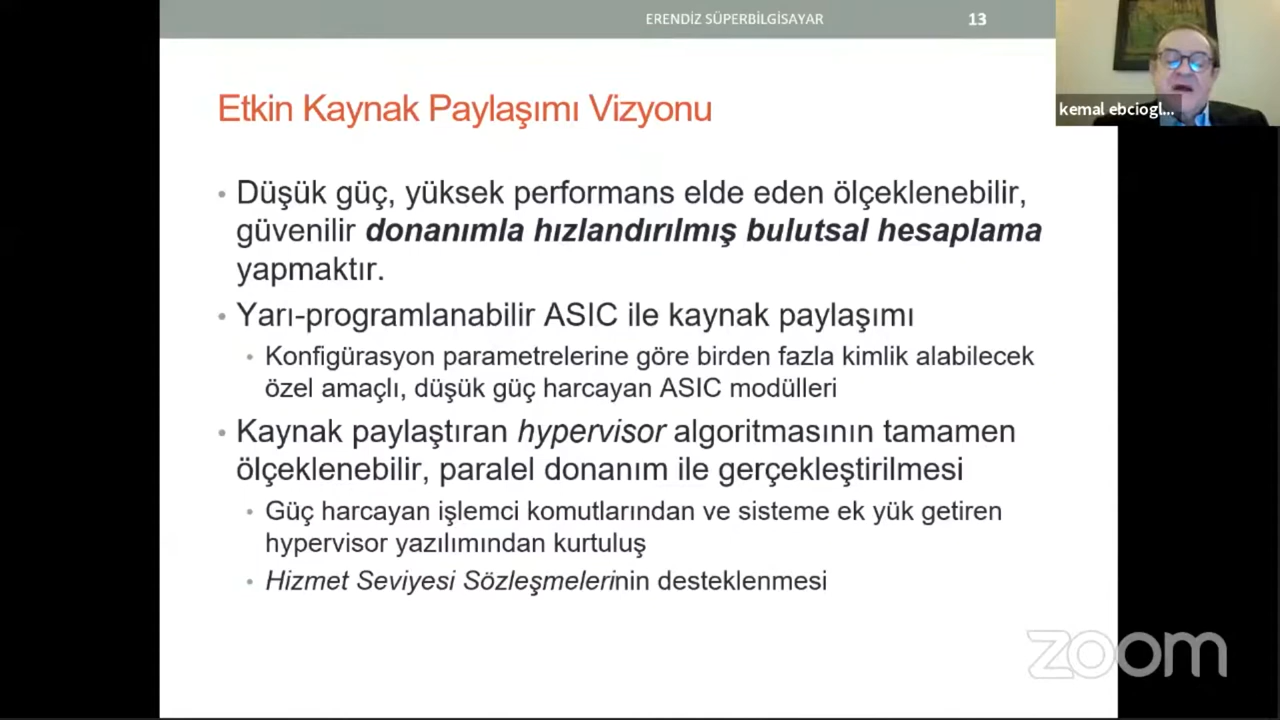 ERENDİZ SÜPERBİLGİSAYAR
13
kemal ebciogl...
Etkin Kaynak Paylaşımı Vizyonu
• Düşük güç, yüksek performans elde eden ölçeklenebilir,
güvenilir donanımla hızlandırılmış bulutsal hesaplama
yapmaktır.
• Yarı-programlanabilir ASIC ile kaynak paylaşımı
• Konfigürasyon parametrelerine göre birden fazla kimlik alabilecek
özel amaçlı, düşük güç harcayan ASIC modülleri
• Kaynak paylaştıran hypervisor algoritmasının tamamen
ölçeklenebilir, paralel donanım ile gerçekleştirilmesi
• Güç harcayan işlemci komutlarından ve sisteme ek yük getiren
hypervisor yazılımından kurtuluş
• Hizmet Seviyesi Sözleşmelerinin desteklenmesi
zoom